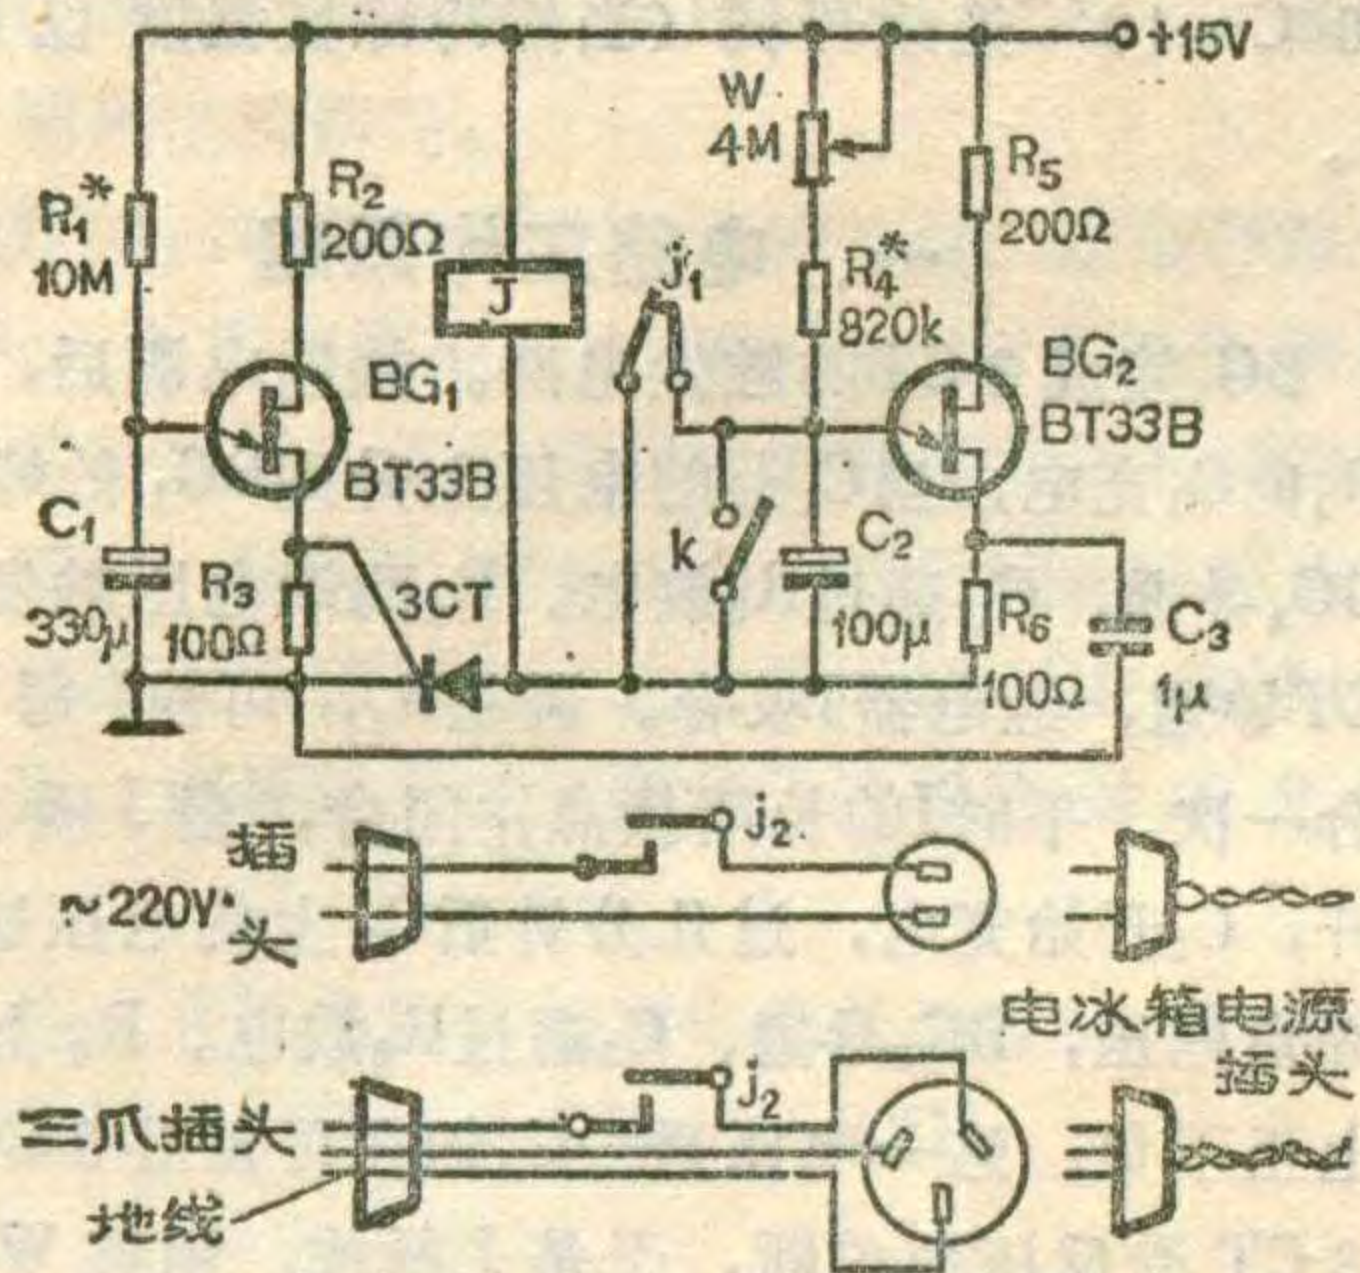 +15V
W
4M
R₁*
10M
R₂
200Ω
J
j₁
R₄*
820k
R₅
200Ω
BG₁
BT33B
BG₂
BT33B
C₁
330μ
R₃
100Ω
3CT
k
C₂
100μ
R₆
100Ω
C₃
1μ
插
~220V
头
j₂
电冰箱电源
插头
三爪插头
j₂
地线